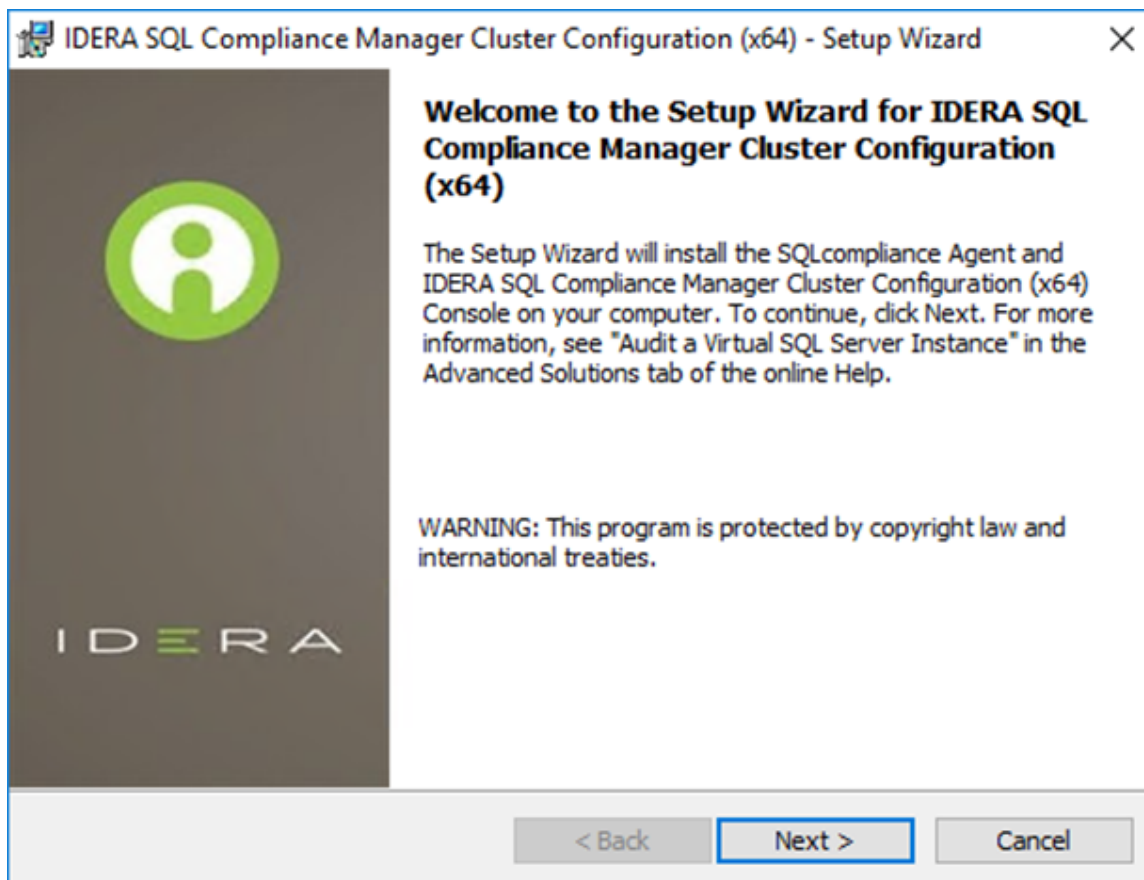 IDERA SQL Compliance Manager Cluster Configuration (x64) - Setup Wizard
Welcome to the Setup Wizard for IDERA SQL
Compliance Manager Cluster Configuration
(x64)
The Setup Wizard will install the SQLcompliance Agent and
IDERA SQL Compliance Manager Cluster Configuration (x64)
Console on your computer. To continue, click Next. For more
information, see "Audit a Virtual SQL Server Instance" in the
Advanced Solutions tab of the online Help.
WARNING: This program is protected by copyright law and
international treaties.
IDERA
< Back Next > Cancel